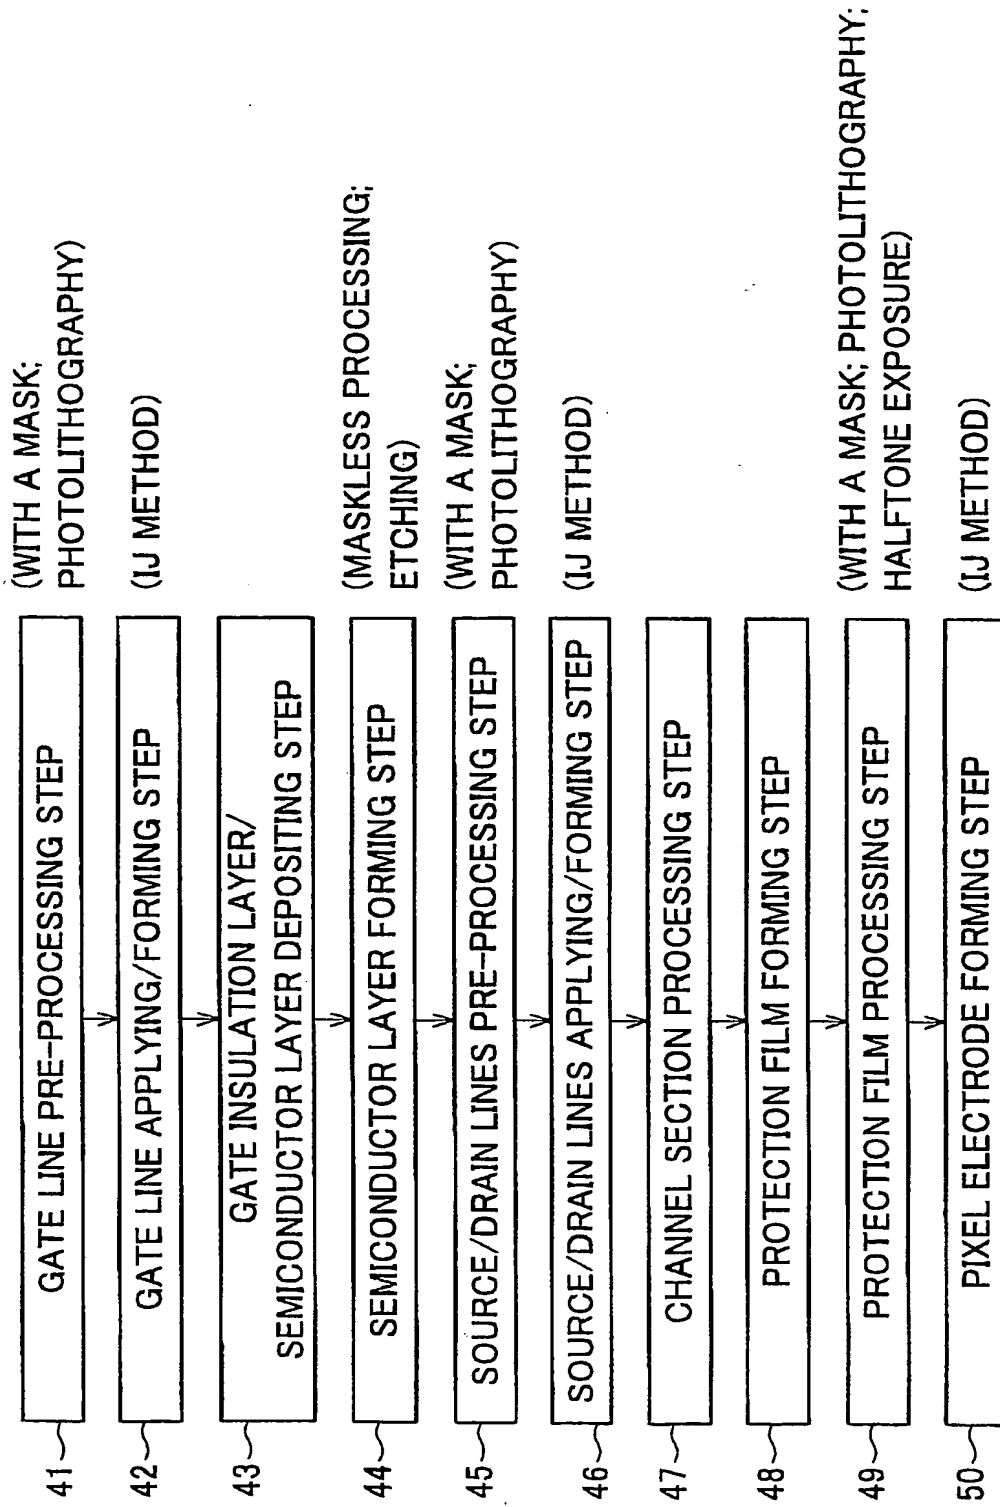 41
GATE LINE PRE-PROCESSING STEP
(WITH A MASK;
PHOTOLITHOGRAPHY)
42
GATE LINE APPLYING/FORMING STEP
(IJ METHOD)
43
GATE INSULATION LAYER/
SEMICONDUCTOR LAYER DEPOSITING STEP
44
SEMICONDUCTOR LAYER FORMING STEP
(MASKLESS PROCESSING;
ETCHING)
45
SOURCE/DRAIN LINES PRE-PROCESSING STEP
(WITH A MASK;
PHOTOLITHOGRAPHY)
46
SOURCE/DRAIN LINES APPLYING/FORMING STEP
(IJ METHOD)
47
CHANNEL SECTION PROCESSING STEP
48
PROTECTION FILM FORMING STEP
49
PROTECTION FILM PROCESSING STEP
(WITH A MASK; PHOTOLITHOGRAPHY;
HALFTONE EXPOSURE)
50
PIXEL ELECTRODE FORMING STEP
(IJ METHOD)